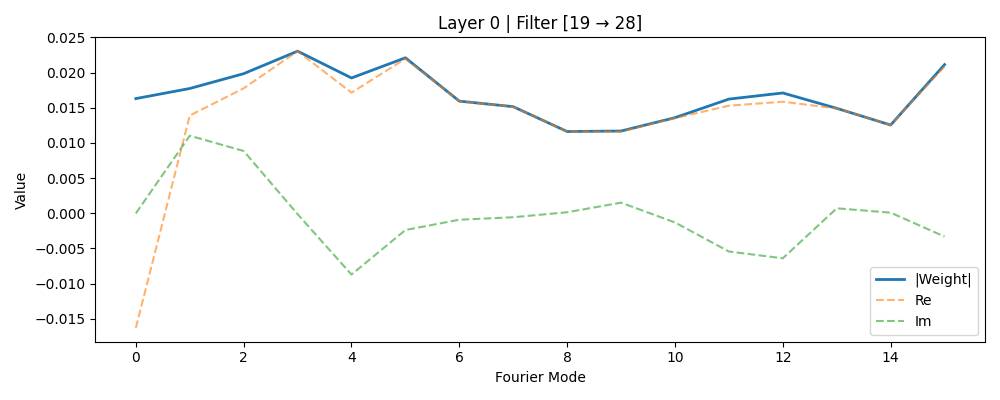 Layer 0 | Filter [19 → 28]
0.025
0.020
0.015
0.010
0.005
0.000
−0.005
−0.010
−0.015
Value
0 2 4 6 8 10 12 14
Fourier Mode
|Weight|
Re
Im